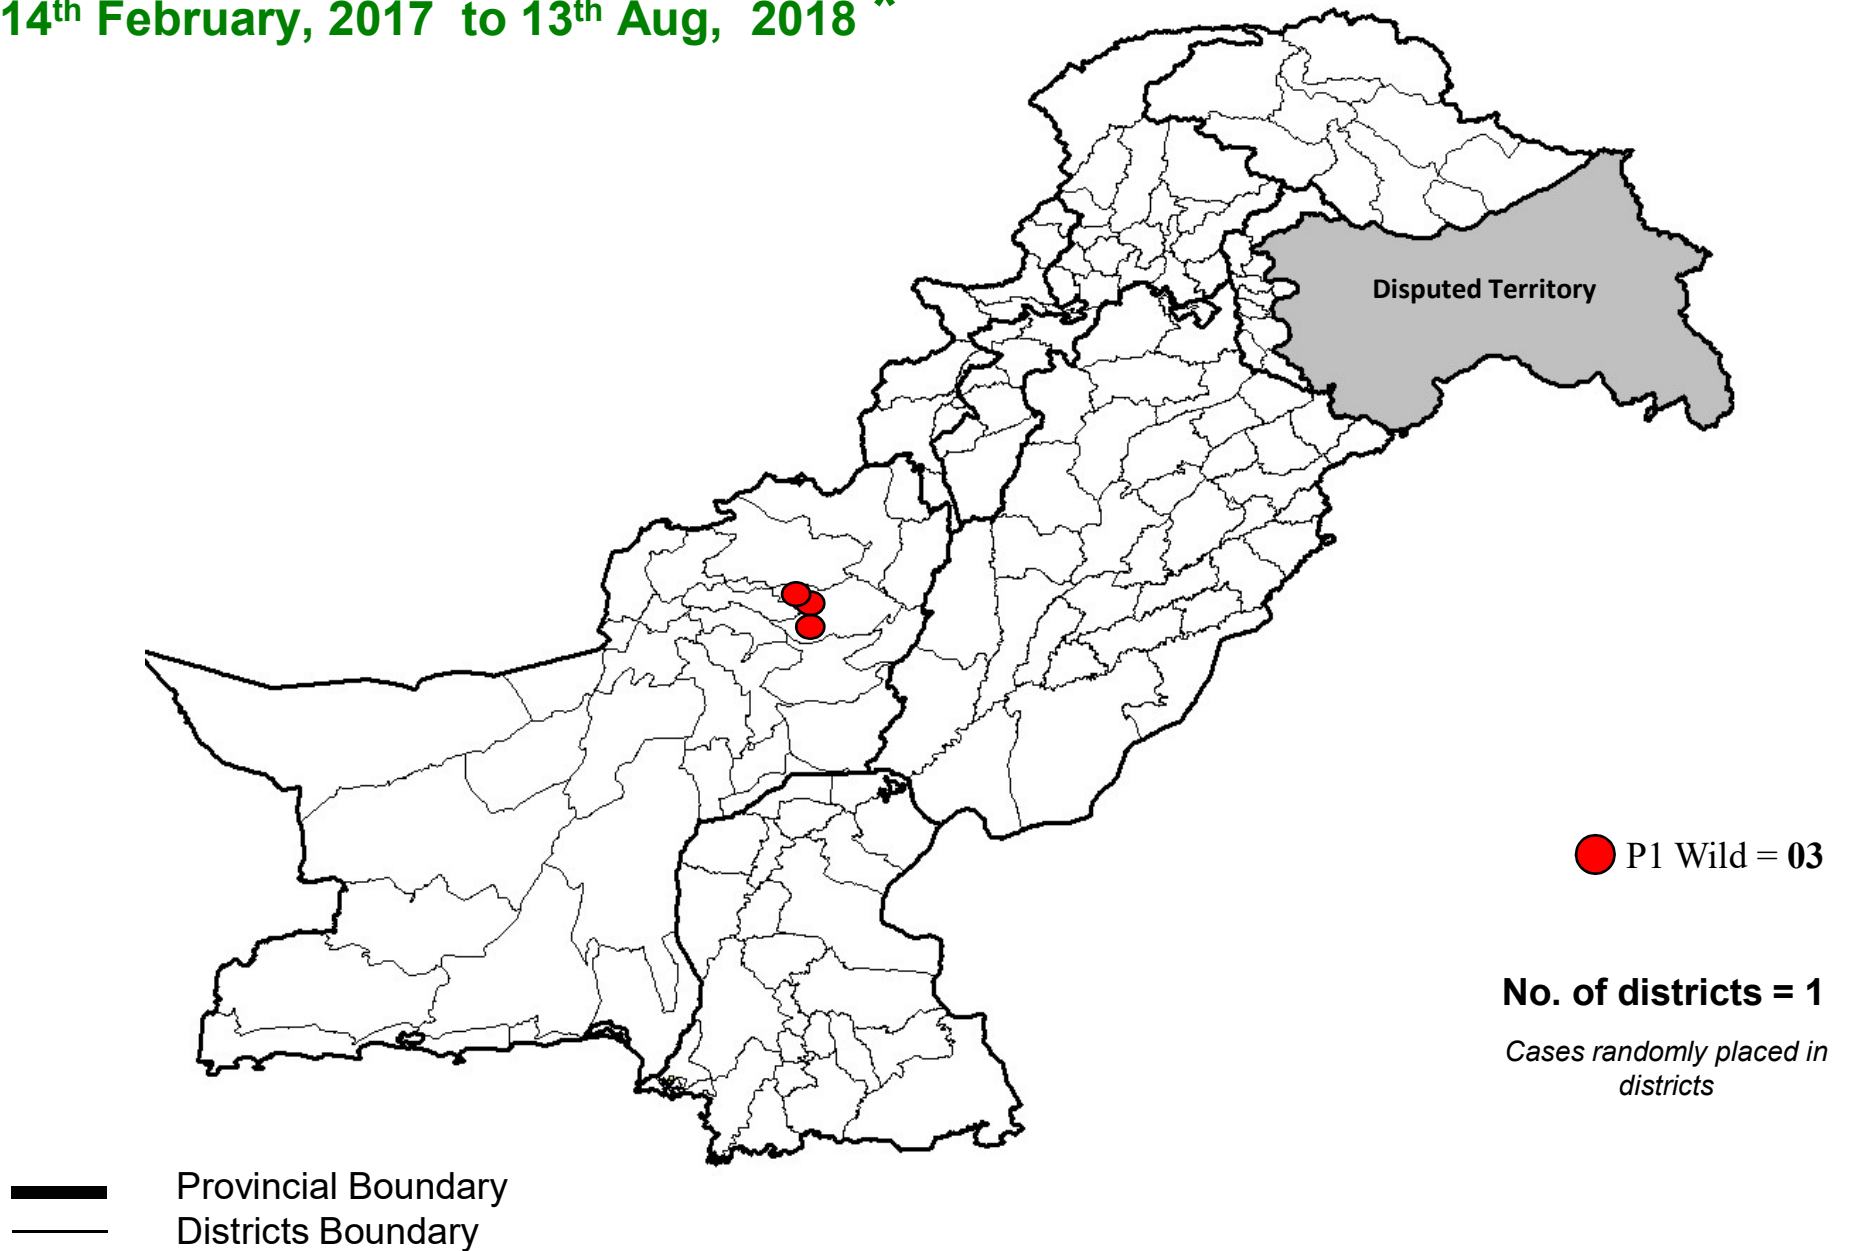 14th February, 2017 to 13th Aug, 2018 *
Disputed Territory
P1 Wild = 03
No. of districts = 1
Cases randomly placed in
districts
Provincial Boundary
Districts Boundary